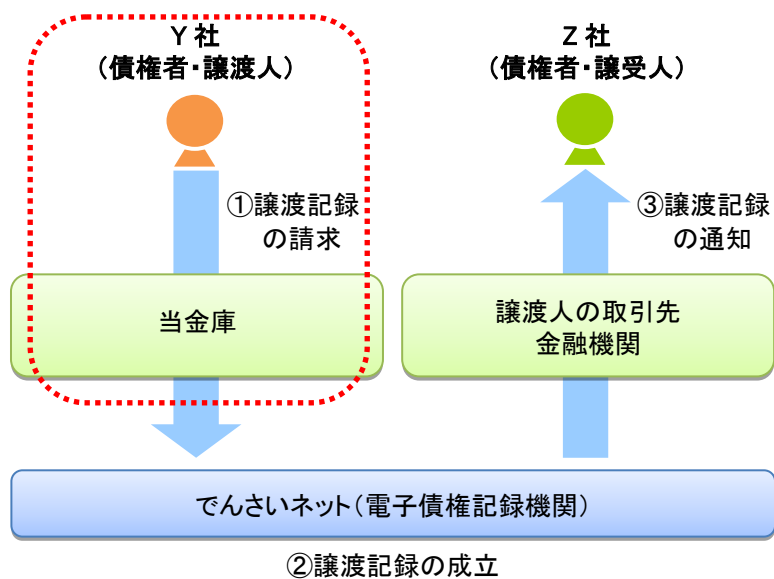 Y 社
（債権者・譲渡人）
Z 社
（債権者・譲受人）
①譲渡記録
の請求
③譲渡記録
の通知
当金庫
譲渡人の取引先
金融機関
でんさいネット（電子債権記録機関）
②譲渡記録の成立